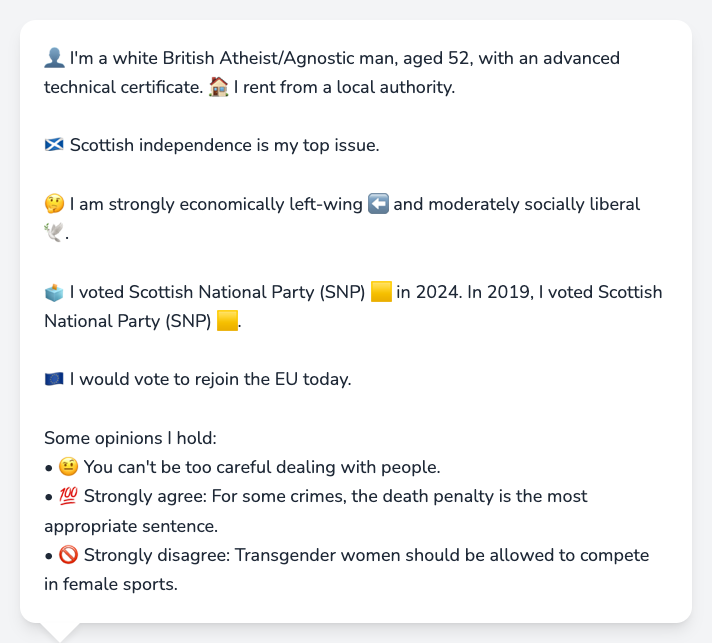 👤 I'm a white British Atheist/Agnostic man, aged 52, with an advanced
technical certificate. 🏠 I rent from a local authority.
🏴󠁧󠁢󠁳󠁣󠁴󠁿 Scottish independence is my top issue.
🤔 I am strongly economically left-wing ⬅️ and moderately socially liberal
🕊️.
🗳️ I voted Scottish National Party (SNP) 🟨 in 2024. In 2019, I voted Scottish
National Party (SNP) 🟨.
🇪🇺 I would vote to rejoin the EU today.
Some opinions I hold:
• 🤨 You can't be too careful dealing with people.
• 💯 Strongly agree: For some crimes, the death penalty is the most
appropriate sentence.
• 🚫 Strongly disagree: Transgender women should be allowed to compete
in female sports.